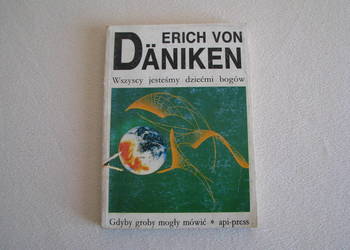 ERICH VON
DÄNIKEN
Wszyscy jesteśmy dziećmi bogów
Gdyby groby mogły mówić * api-press